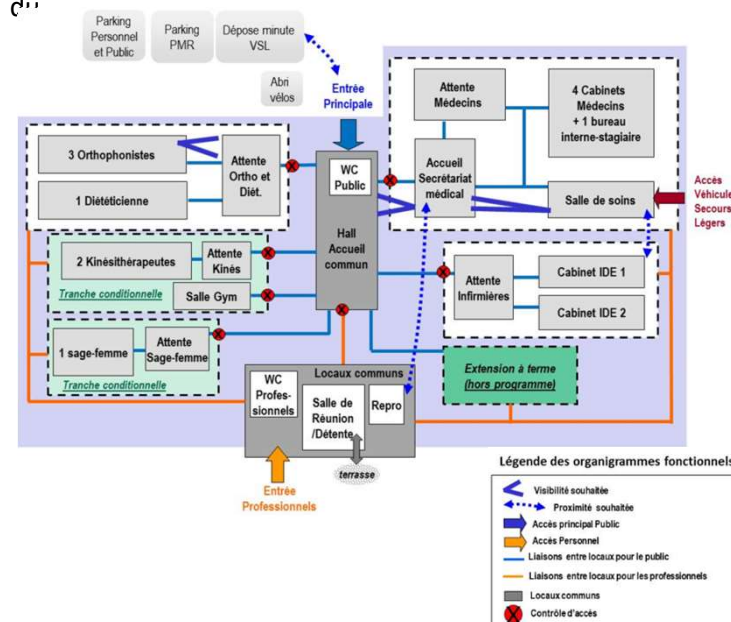 Parking
Personnel
et Public
Parking
PMR
Dépose minute
VSL
Abri
vélos
Entrée
Principale
Attente
Médecins
4 Cabinets
Médecins
+ 1 bureau
interne-stagiaire
3 Orthophonistes
1 Diététicienne
Attente
Ortho et
Diét.
WC
Public
Hall
Accueil
commun
Accueil
Secrétariat
médical
Salle de soins
Accès
Véhicule
Secours
Légers
2 Kinésithérapeutes
Attente
Kinés
Tranche conditionnelle
Salle Gym
Attente
Infirmières
Cabinet IDE 1
Cabinet IDE 2
1 sage-femme
Attente
Sage-femme
Tranche conditionnelle
Extension à terme
(hors programme)
Locaux communs
WC
Profes-
sionnels
Salle de
Réunion
/Détente
Repro
terrasse
Entrée
Professionnels
Légende des organigrammes fonctionnels
Visibilité souhaitée
Proximité souhaitée
Accès principal Public
Accès Personnel
Liaisons entre locaux pour le public
Liaisons entre locaux pour les professionnels
Locaux communs
Contrôle d'accès